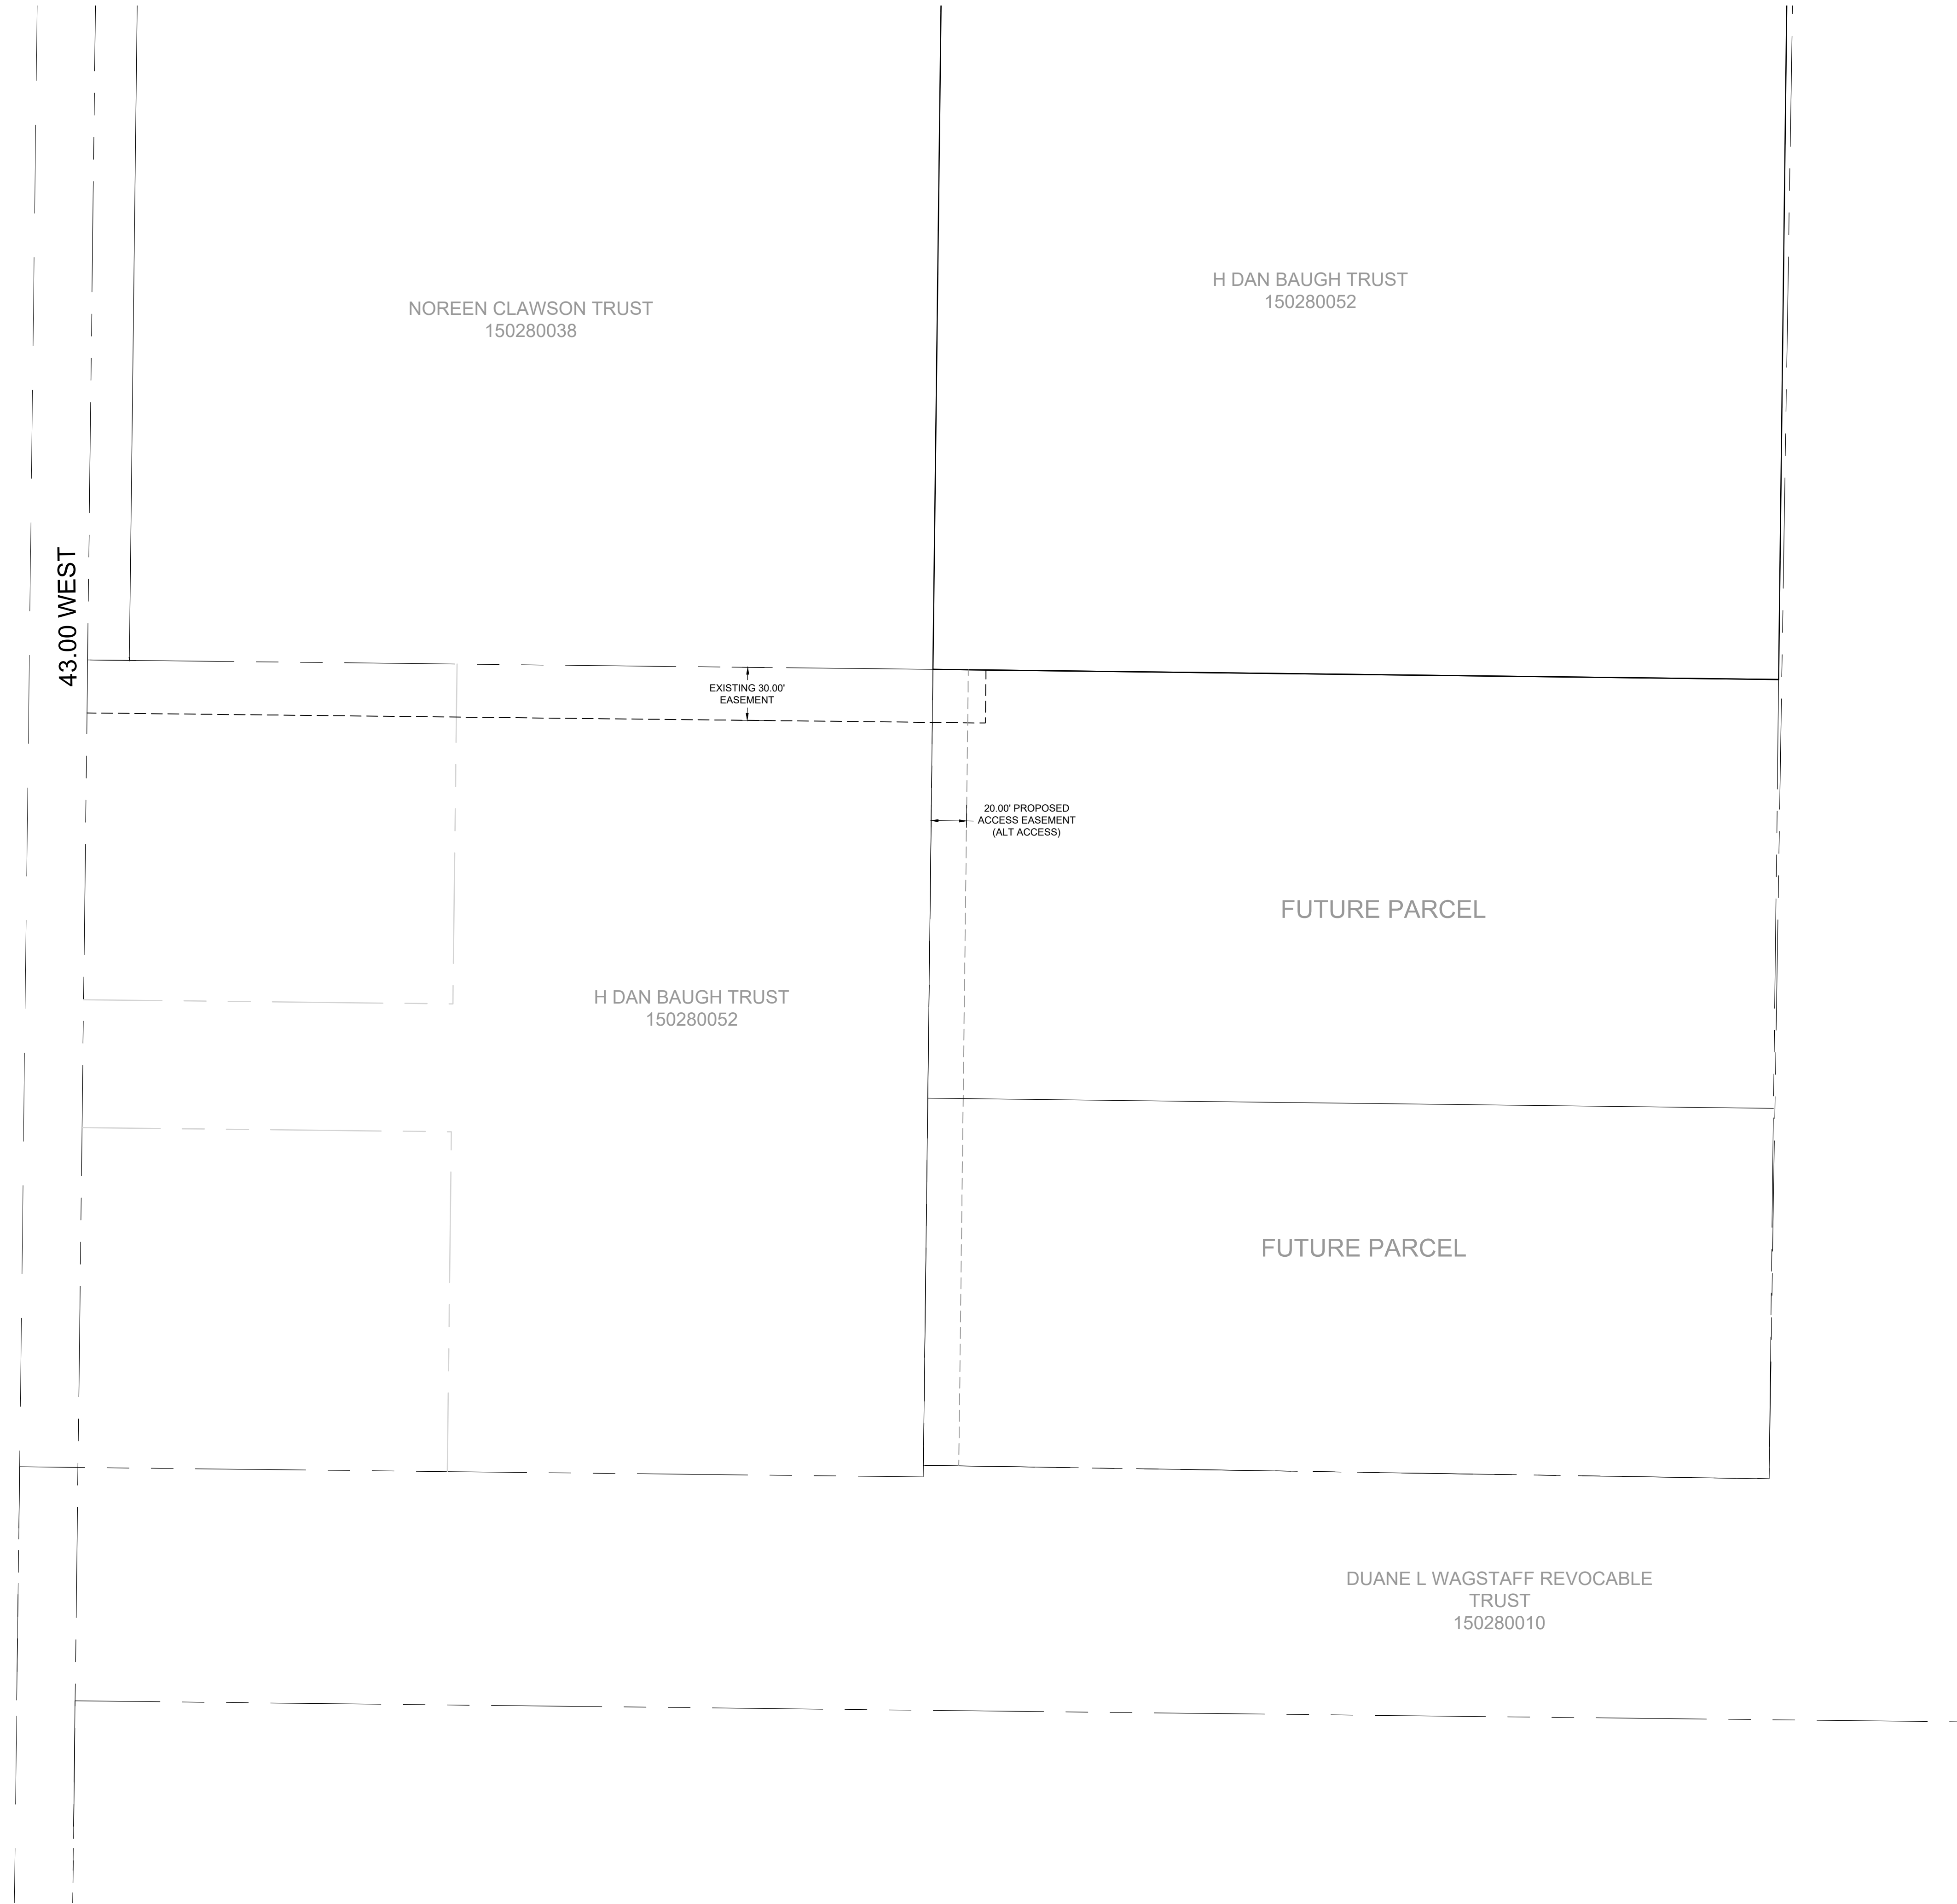 H DAN BAUGH TRUST
150280052
NOREEN CLAWSON TRUST
150280038
43.00 WEST
EXISTING 30.00'
EASEMENT
20.00' PROPOSED
ACCESS EASEMENT
(ALT ACCESS)
FUTURE PARCEL
H DAN BAUGH TRUST
150280052
FUTURE PARCEL
DUANE L WAGSTAFF REVOCABLE
TRUST
150280010